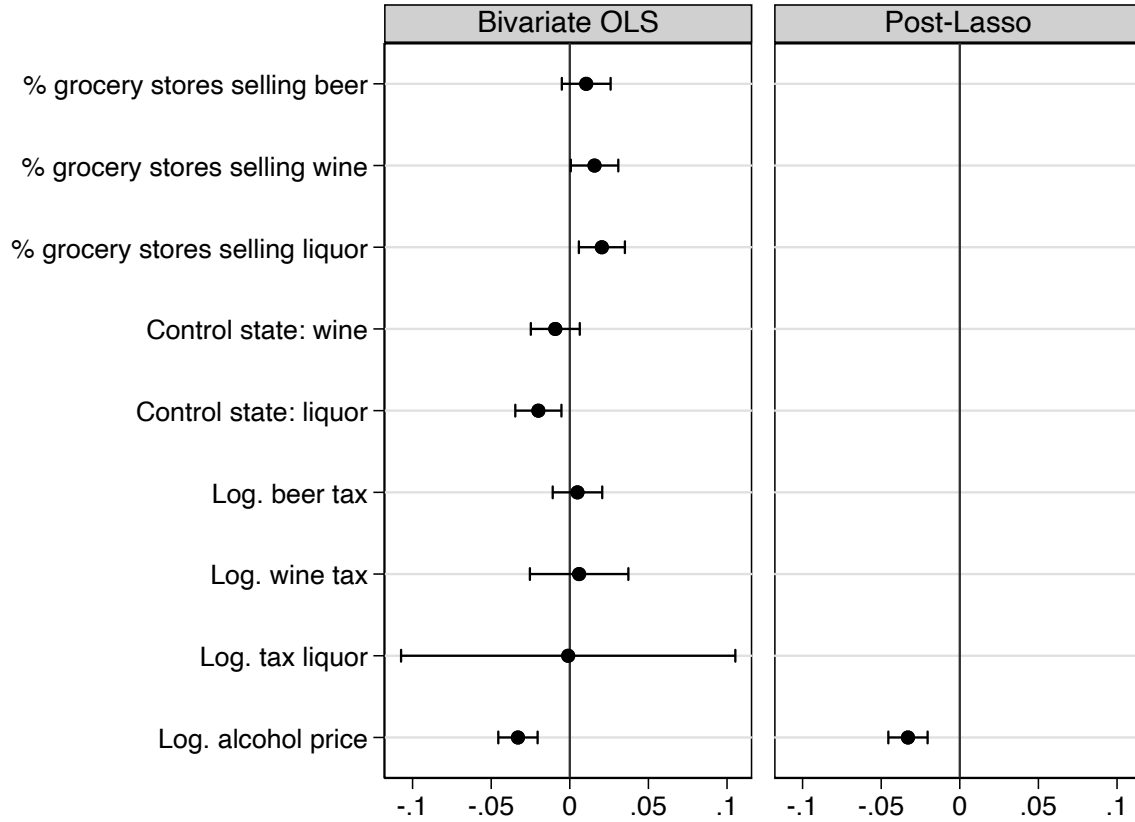 Bivariate OLS
Post-Lasso
% grocery stores selling beer
% grocery stores selling wine
% grocery stores selling liquor
Control state: wine
Control state: liquor
Log. beer tax
Log. wine tax
Log. tax liquor
Log. alcohol price
-.1 -.05 0 .05 .1
-.1 -.05 0 .05 .1